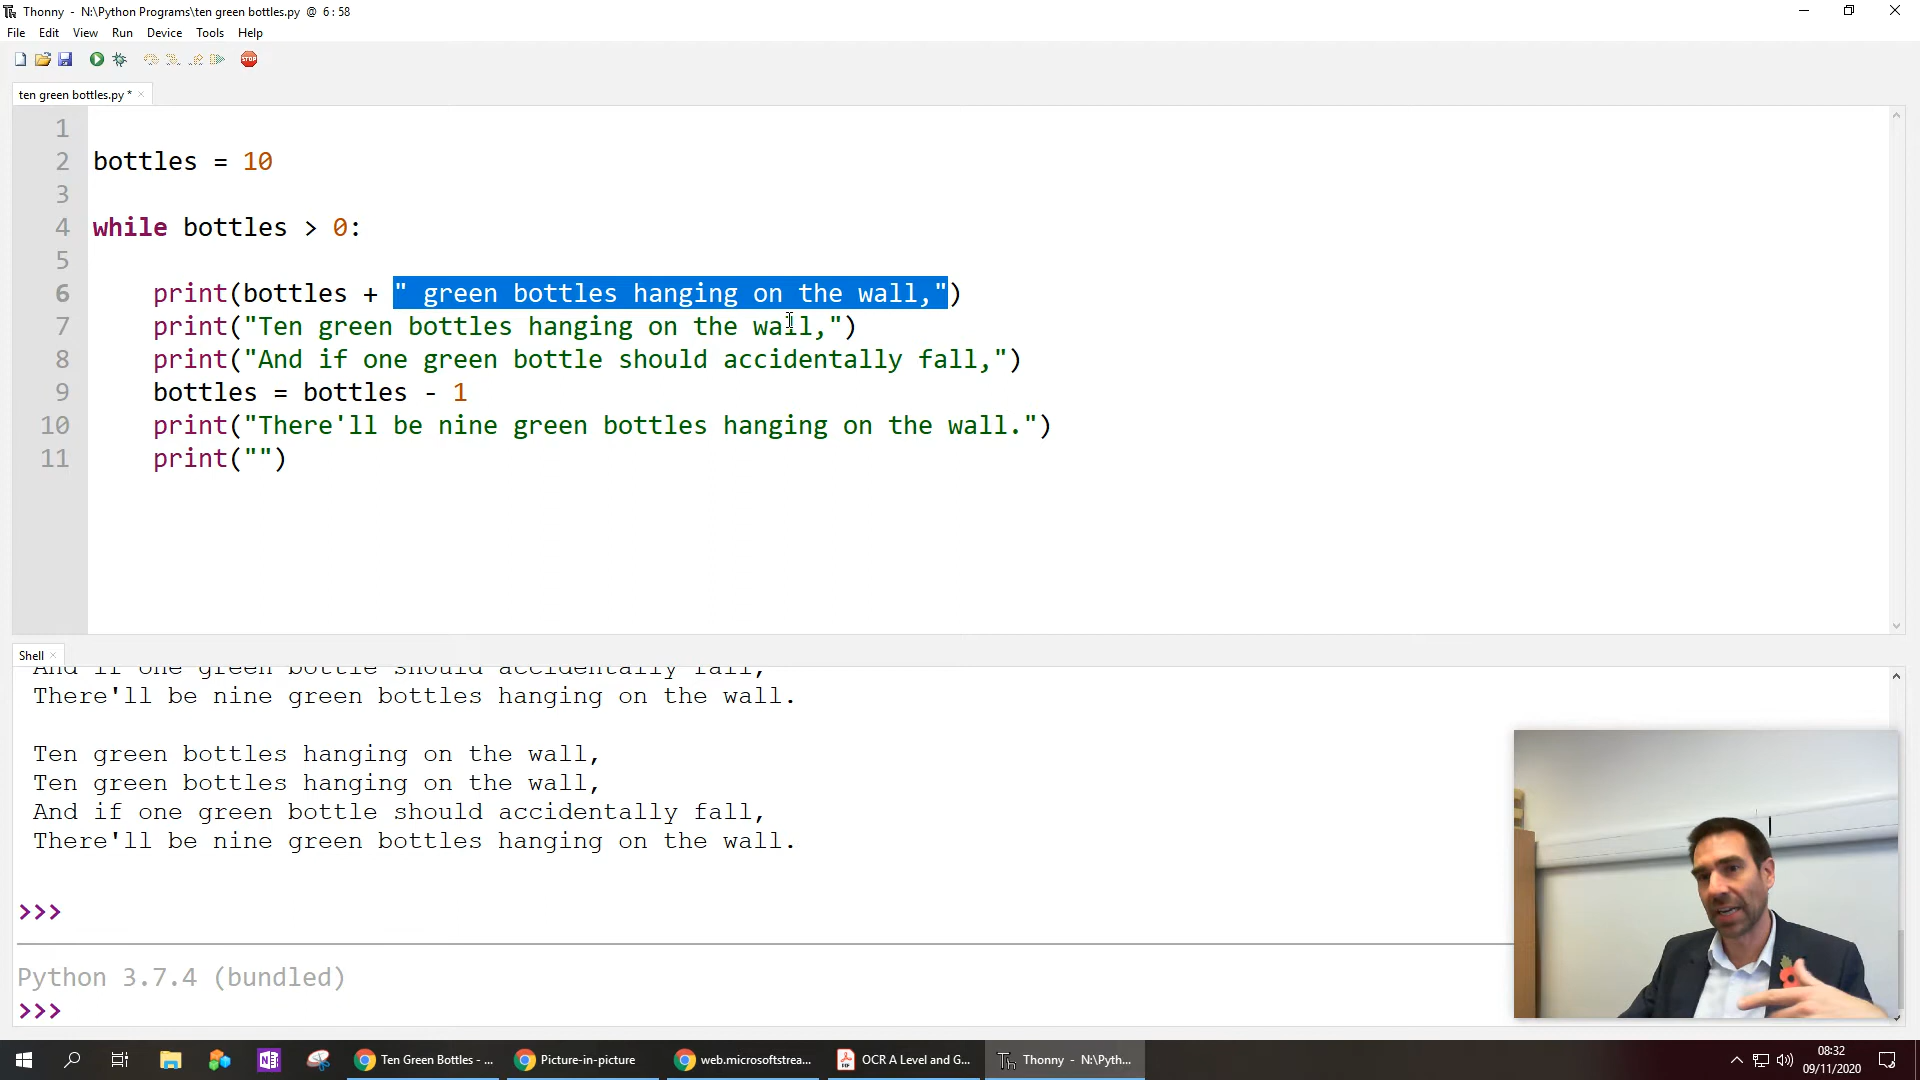 Thonny - N:\Python Programs\ten green bottles.py @ 6:58
File Edit View Run Device Tools Help
STOP
ten green bottles.py * ×
1
2 bottles = 10
3
4 while bottles > 0:
5
6 print(bottles + " green bottles hanging on the wall,")
7 print("Ten green bottles hanging on the wall,")
8 print("And if one green bottle should accidentally fall,")
9 bottles = bottles - 1
10 print("There'll be nine green bottles hanging on the wall.")
11 print("")
Shell ×
And if one green bottle should accidentally fall,
There'll be nine green bottles hanging on the wall.
Ten green bottles hanging on the wall,
Ten green bottles hanging on the wall,
And if one green bottle should accidentally fall,
There'll be nine green bottles hanging on the wall.
>>>
Python 3.7.4 (bundled)
>>>
Ten Green Bottles - ... Picture-in-picture web.microsoftstrea... OCR A Level and G... Thonny - N:\Pyth... 08:32
09/11/2020